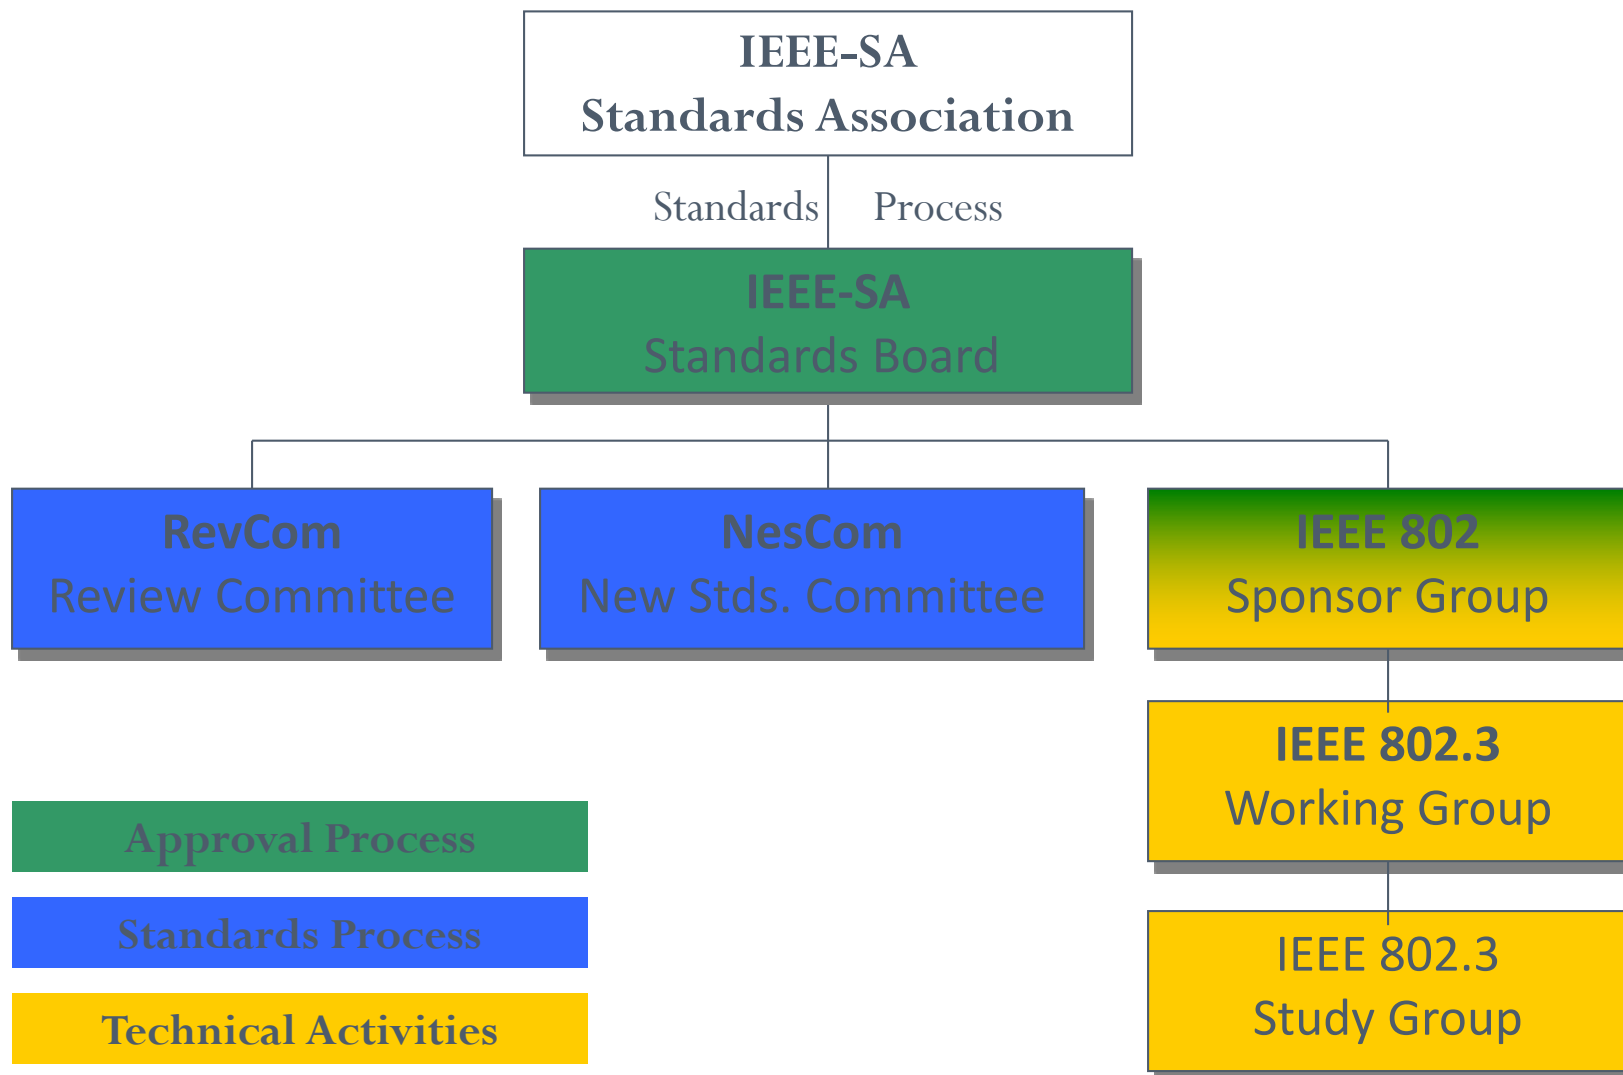 IEEE-SA
Standards Association
Standards Process
IEEE-SA
Standards Board
RevCom
Review Committee
NesCom
New Stds. Committee
IEEE 802
Sponsor Group
IEEE 802.3
Working Group
IEEE 802.3
Study Group
Approval Process
Standards Process
Technical Activities